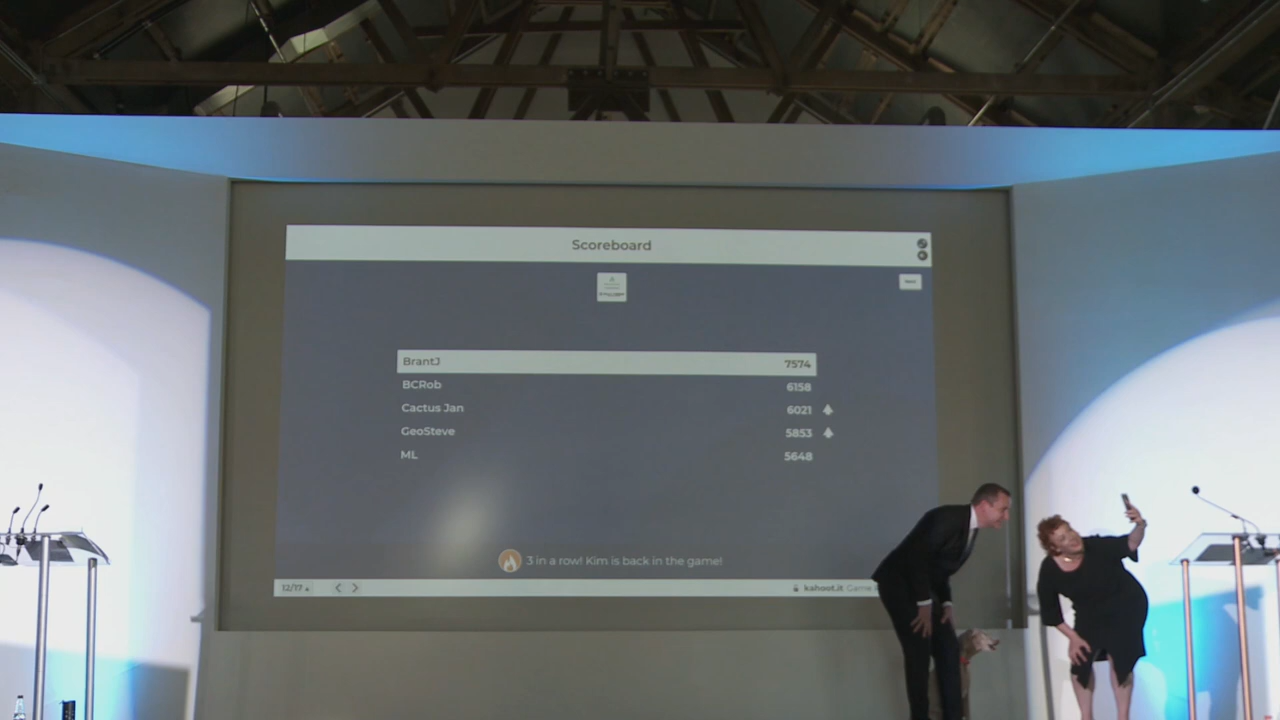 Scoreboard
BrantJ 7574
BCRob 6158
Cactus Jan 6021
GeoSteve 5853
ML 5648
3 in a row! Kim is back in the game!
12/17
kahoot.it Game